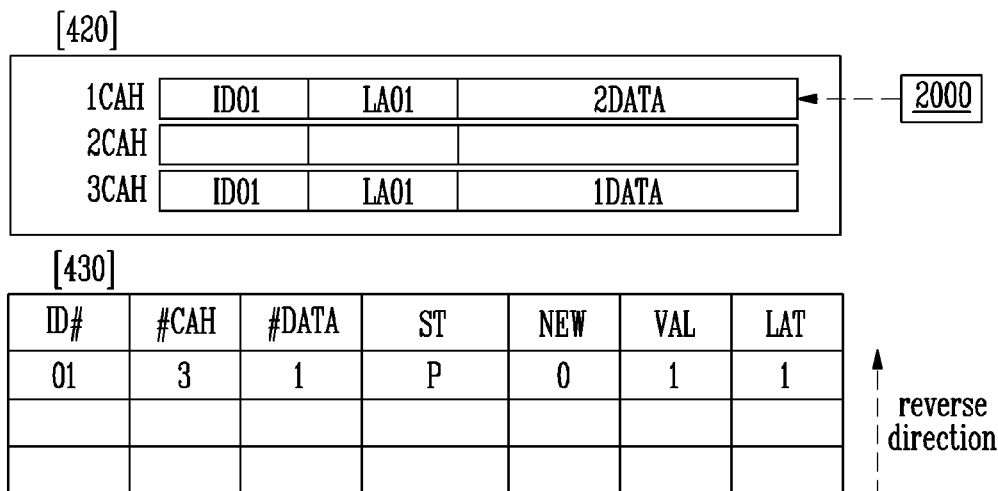 [420]
1CAH ID01 LA01 2DATA 2000
2CAH
3CAH ID01 LA01 1DATA
[430]
ID# #CAH #DATA ST NEW VAL LAT
01 3 1 P 0 1 1
reverse
direction